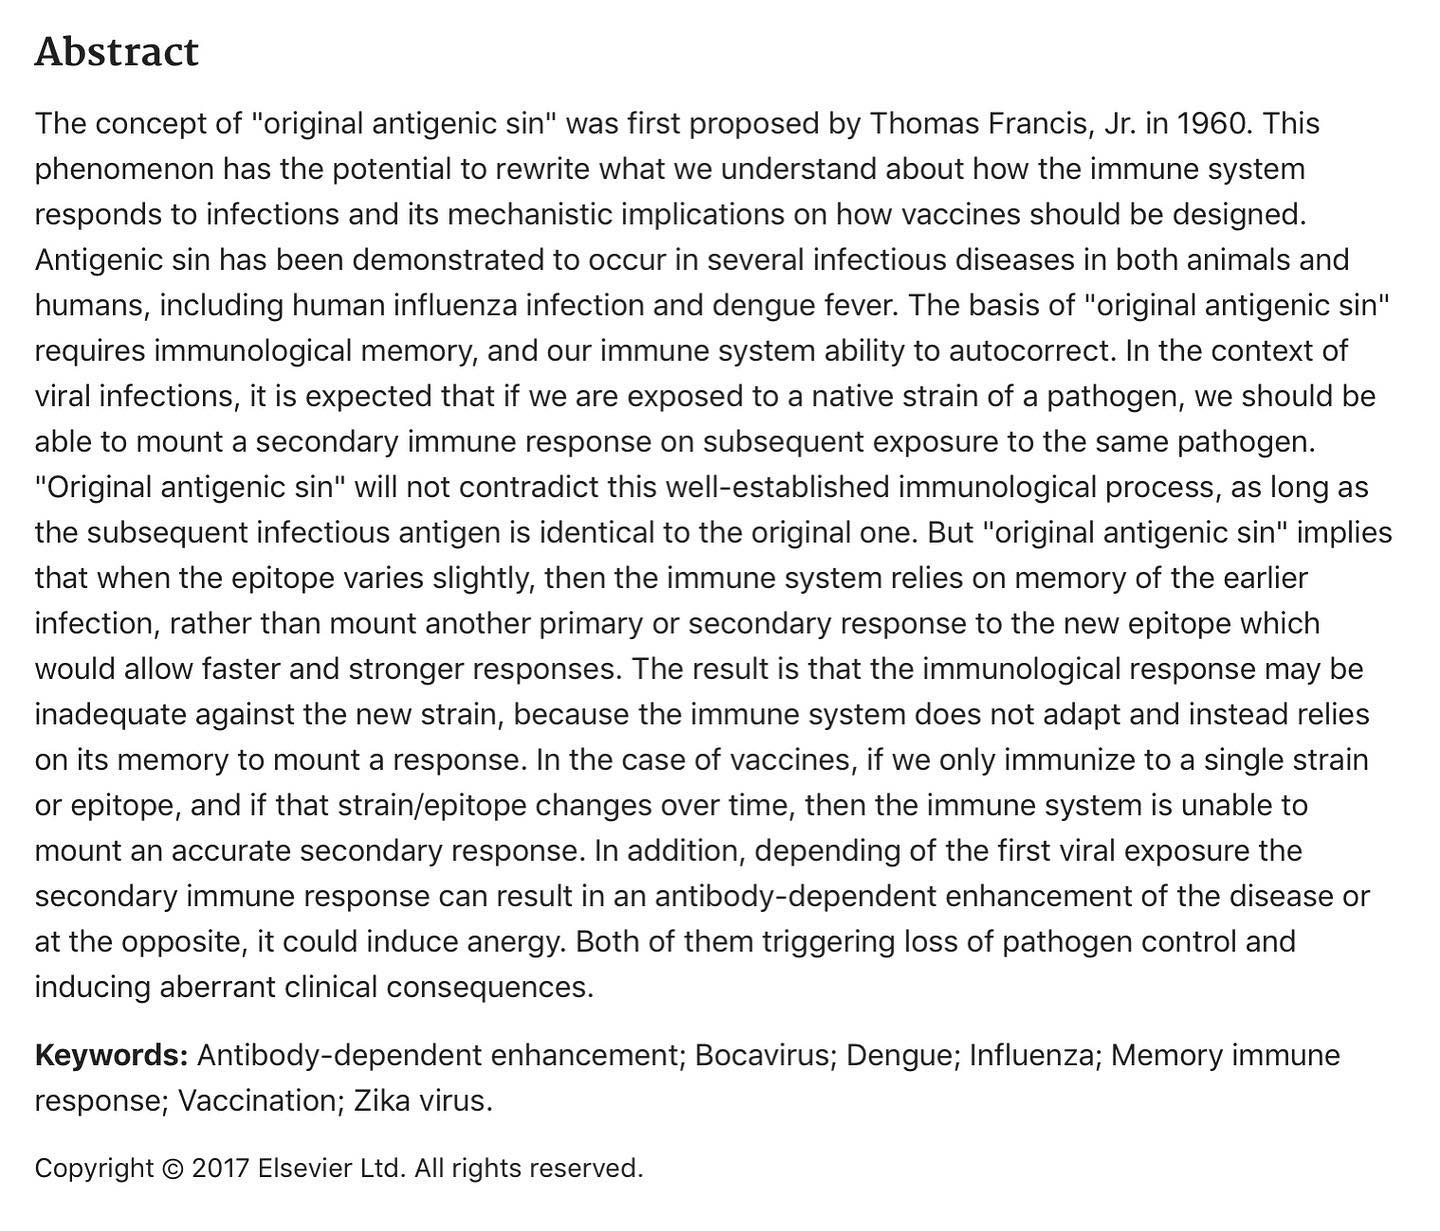 Abstract
The concept of "original antigenic sin" was first proposed by Thomas Francis, Jr. in 1960. This
phenomenon has the potential to rewrite what we understand about how the immune system
responds to infections and its mechanistic implications on how vaccines should be designed.
Antigenic sin has been demonstrated to occur in several infectious diseases in both animals and
humans, including human influenza infection and dengue fever. The basis of "original antigenic sin"
requires immunological memory, and our immune system ability to autocorrect. In the context of
viral infections, it is expected that if we are exposed to a native strain of a pathogen, we should be
able to mount a secondary immune response on subsequent exposure to the same pathogen.
"Original antigenic sin" will not contradict this well-established immunological process, as long as
the subsequent infectious antigen is identical to the original one. But "original antigenic sin" implies
that when the epitope varies slightly, then the immune system relies on memory of the earlier
infection, rather than mount another primary or secondary response to the new epitope which
would allow faster and stronger responses. The result is that the immunological response may be
inadequate against the new strain, because the immune system does not adapt and instead relies
on its memory to mount a response. In the case of vaccines, if we only immunize to a single strain
or epitope, and if that strain/epitope changes over time, then the immune system is unable to
mount an accurate secondary response. In addition, depending of the first viral exposure the
secondary immune response can result in an antibody-dependent enhancement of the disease or
at the opposite, it could induce anergy. Both of them triggering loss of pathogen control and
inducing aberrant clinical consequences.
Keywords: Antibody-dependent enhancement; Bocavirus; Dengue; Influenza; Memory immune
response; Vaccination; Zika virus.
Copyright © 2017 Elsevier Ltd. All rights reserved.